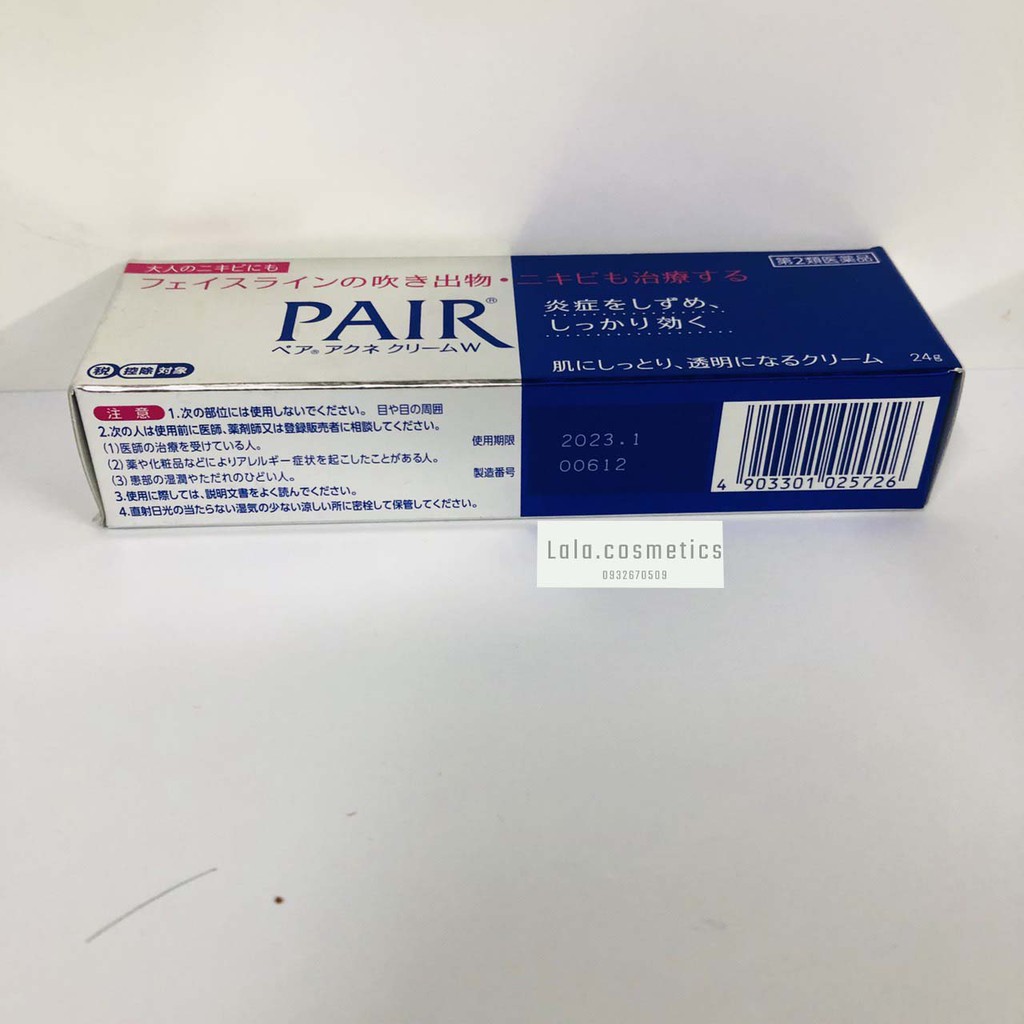 大人のニキビにも
フェイスラインの吹き出物・ニキビも治療する
第2類医薬品
PAIR®
ペア®アクネ クリームW
炎症をしずめ、
しっかり効く
肌にしっとり、透明になるクリーム 24g
税 控除 対象
注意 1.次の部位には使用しないでください。 目や目の周囲
2.次の人は使用前に医師、薬剤師又は登録販売者に相談してください。
(1)医師の治療を受けている人。
(2)薬や化粧品などによりアレルギー症状を起こしたことがある人。
(3)患部の湿潤やただれのひどい人。
3.使用に際しては、説明文書をよく読んでください。
4.直射日光の当たらない湿気の少ない涼しい所に密栓して保管してください。
使用期限 2023.1
製造番号 00612
4 903301 025726
Lala.cosmetics
0932670509